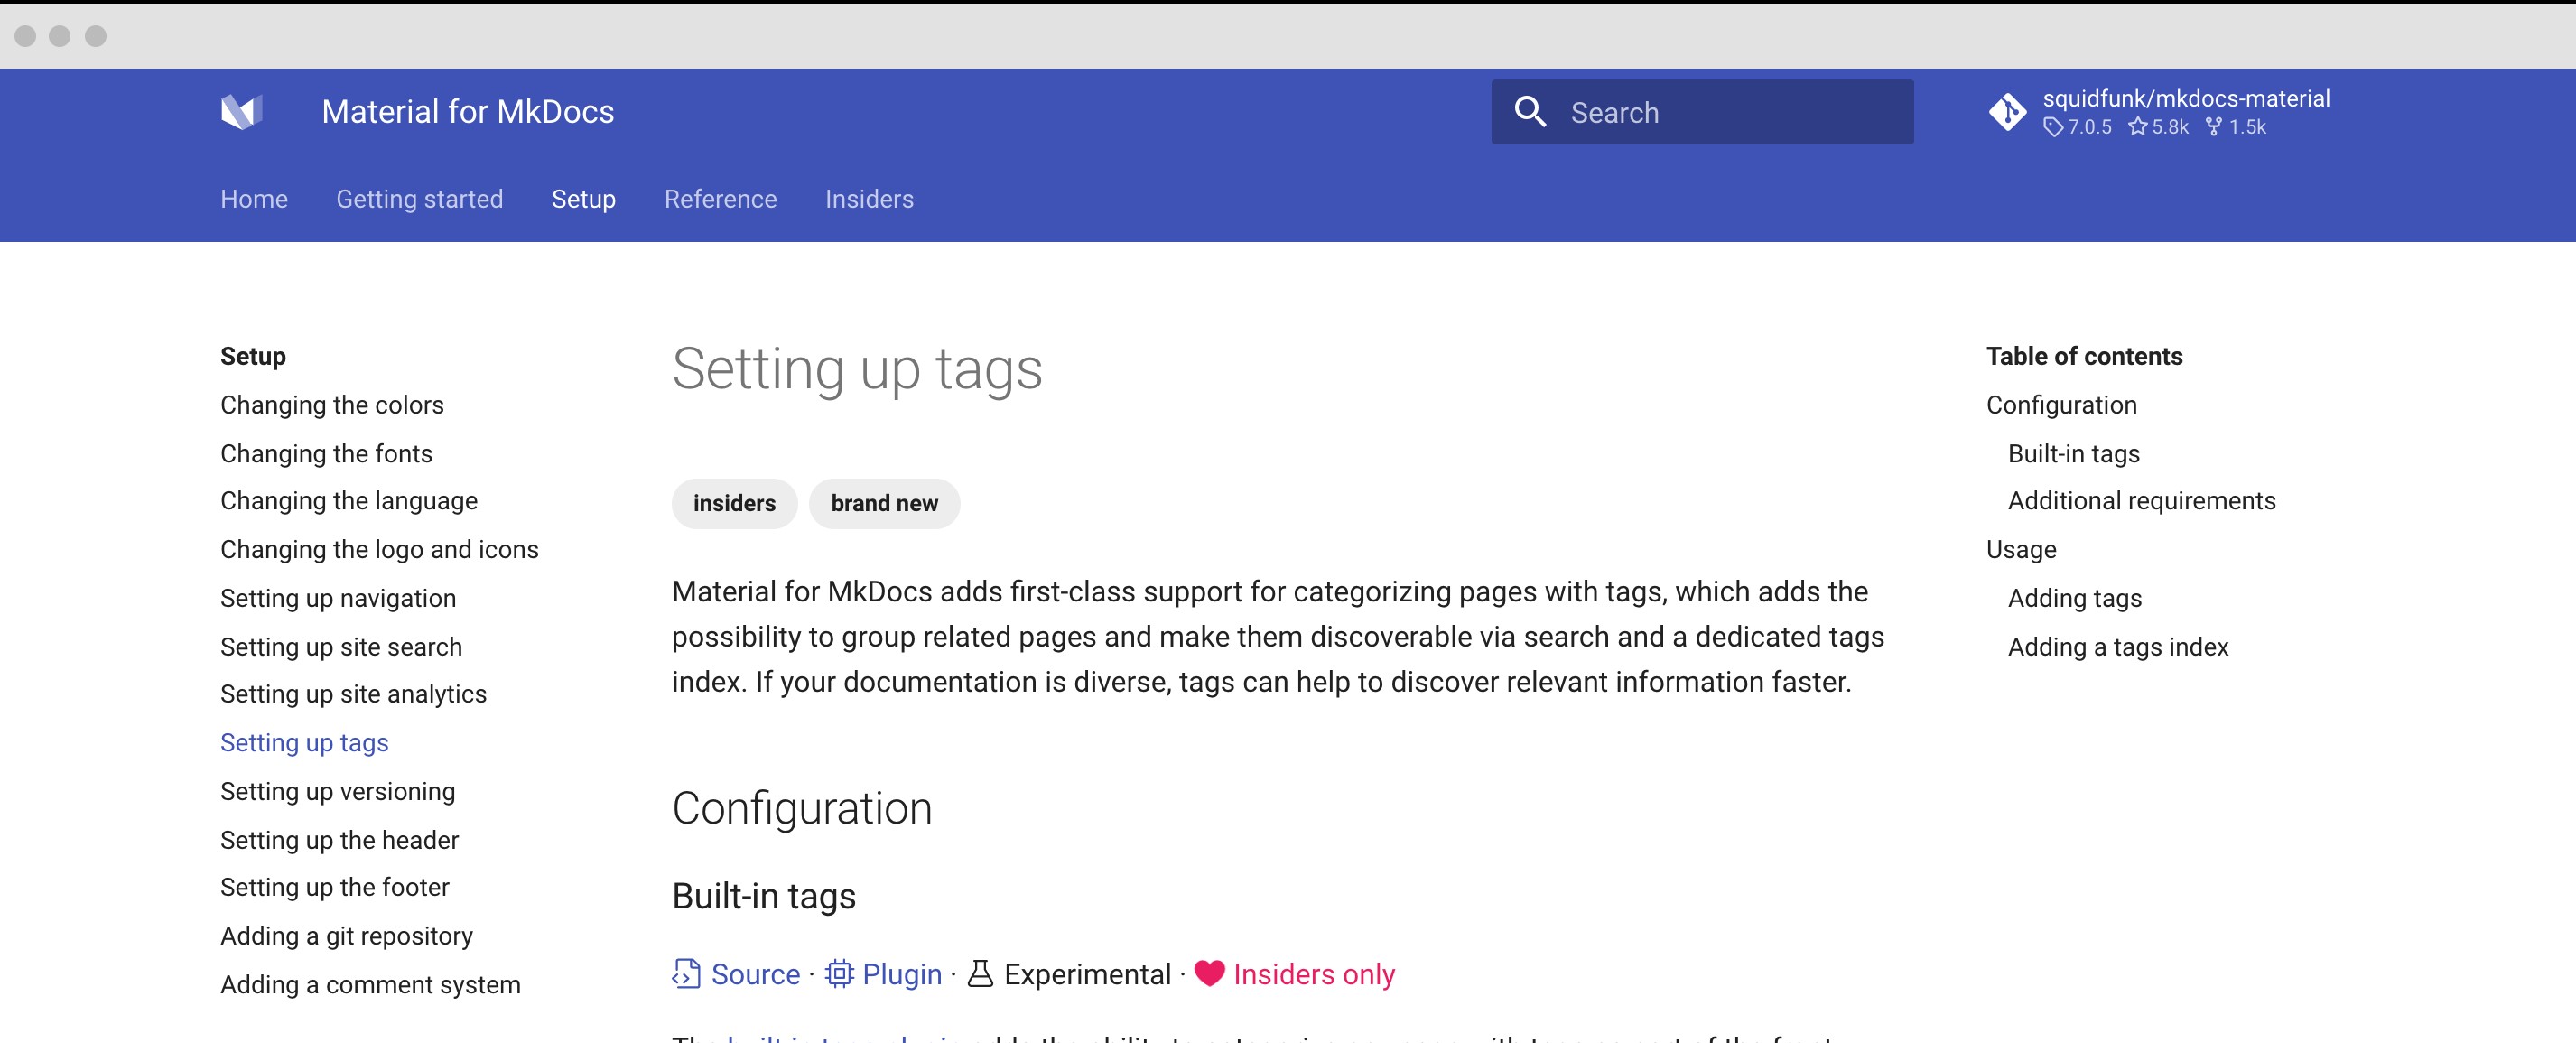 Material for MkDocs
Search
squidfunk/mkdocs-material
7.0.5 5.8k 1.5k
Home Getting started Setup Reference Insiders
Setup
Changing the colors
Changing the fonts
Changing the language
Changing the logo and icons
Setting up navigation
Setting up site search
Setting up site analytics
Setting up tags
Setting up versioning
Setting up the header
Setting up the footer
Adding a git repository
Adding a comment system
Setting up tags
insiders brand new
Material for MkDocs adds first-class support for categorizing pages with tags, which adds the
possibility to group related pages and make them discoverable via search and a dedicated tags
index. If your documentation is diverse, tags can help to discover relevant information faster.
Configuration
Built-in tags
Source · Plugin · Experimental · Insiders only
Table of contents
Configuration
Built-in tags
Additional requirements
Usage
Adding tags
Adding a tags index